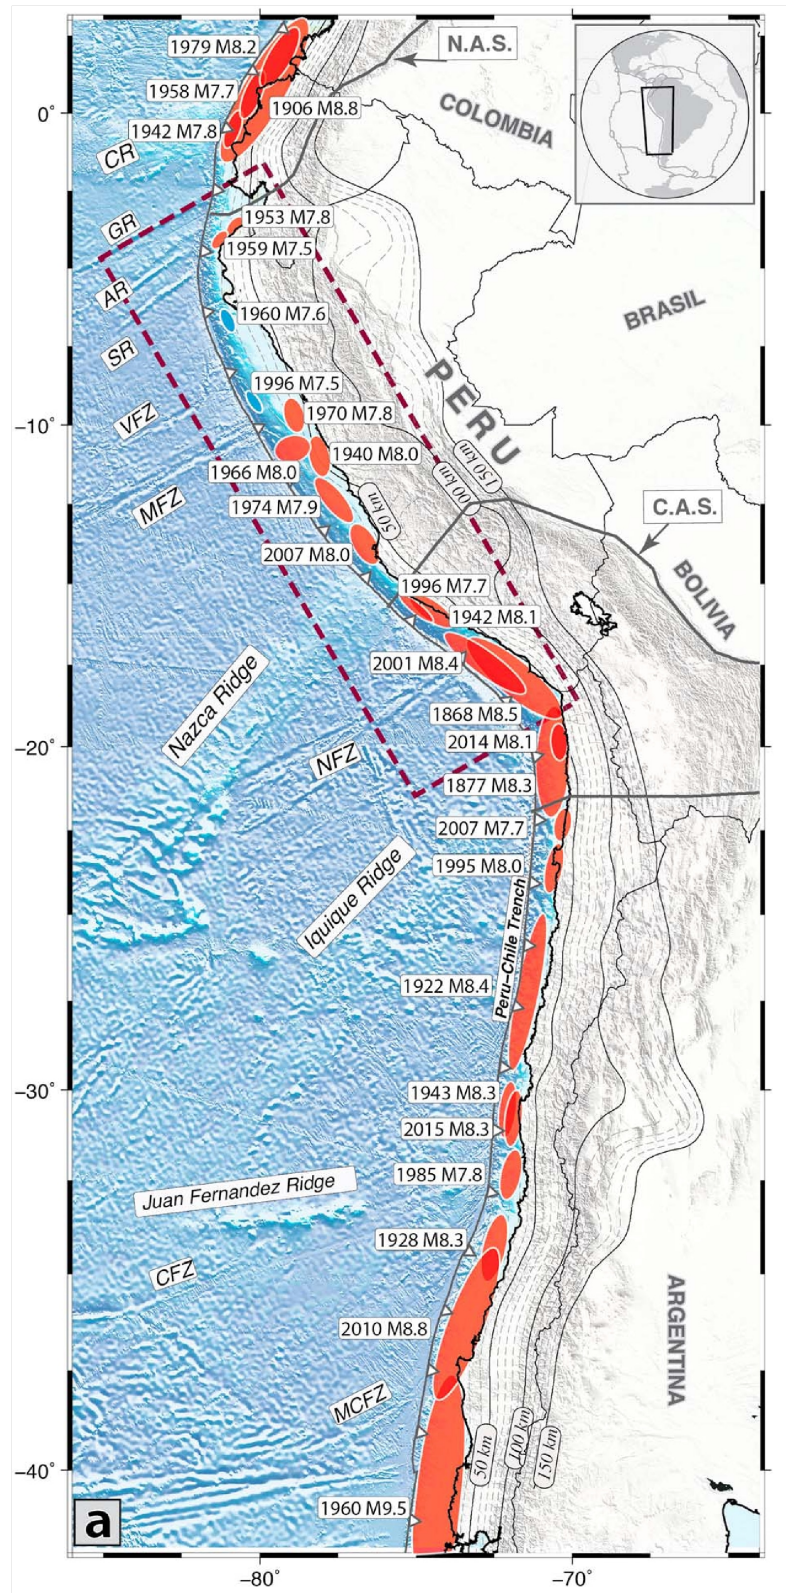 1979 M8.2
N.A.S.
1958 M7.7
1906 M8.8
COLOMBIA
0°
1942 M7.8
CR
GR
1953 M7.8
1959 M7.5
AR
1960 M7.6
BRASIL
SR
PERU
1996 M7.5
VFZ
1970 M7.8
−10°
1940 M8.0
150 km
1966 M8.0
00 km
1974 M7.9
50 km
MFZ
C.A.S.
2007 M8.0
1996 M7.7
BOLIVIA
1942 M8.1
2001 M8.4
Nazca Ridge
1868 M8.5
2014 M8.1
−20°
NFZ
1877 M8.3
2007 M7.7
1995 M8.0
Iquique Ridge
Peru−Chile Trench
1922 M8.4
−30°
1943 M8.3
2015 M8.3
1985 M7.8
Juan Fernandez Ridge
1928 M8.3
CFZ
2010 M8.8
ARGENTINA
MCFZ
50 km
100 km
150 km
−40°
1960 M9.5
a
−80°
−70°